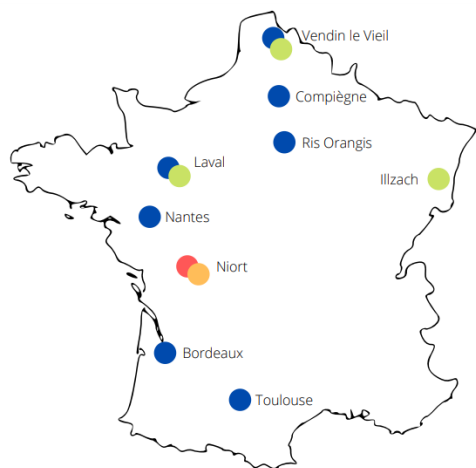 Vendin le Vieil
Compiègne
Ris Orangis
Laval
Illzach
Nantes
Niort
Bordeaux
Toulouse